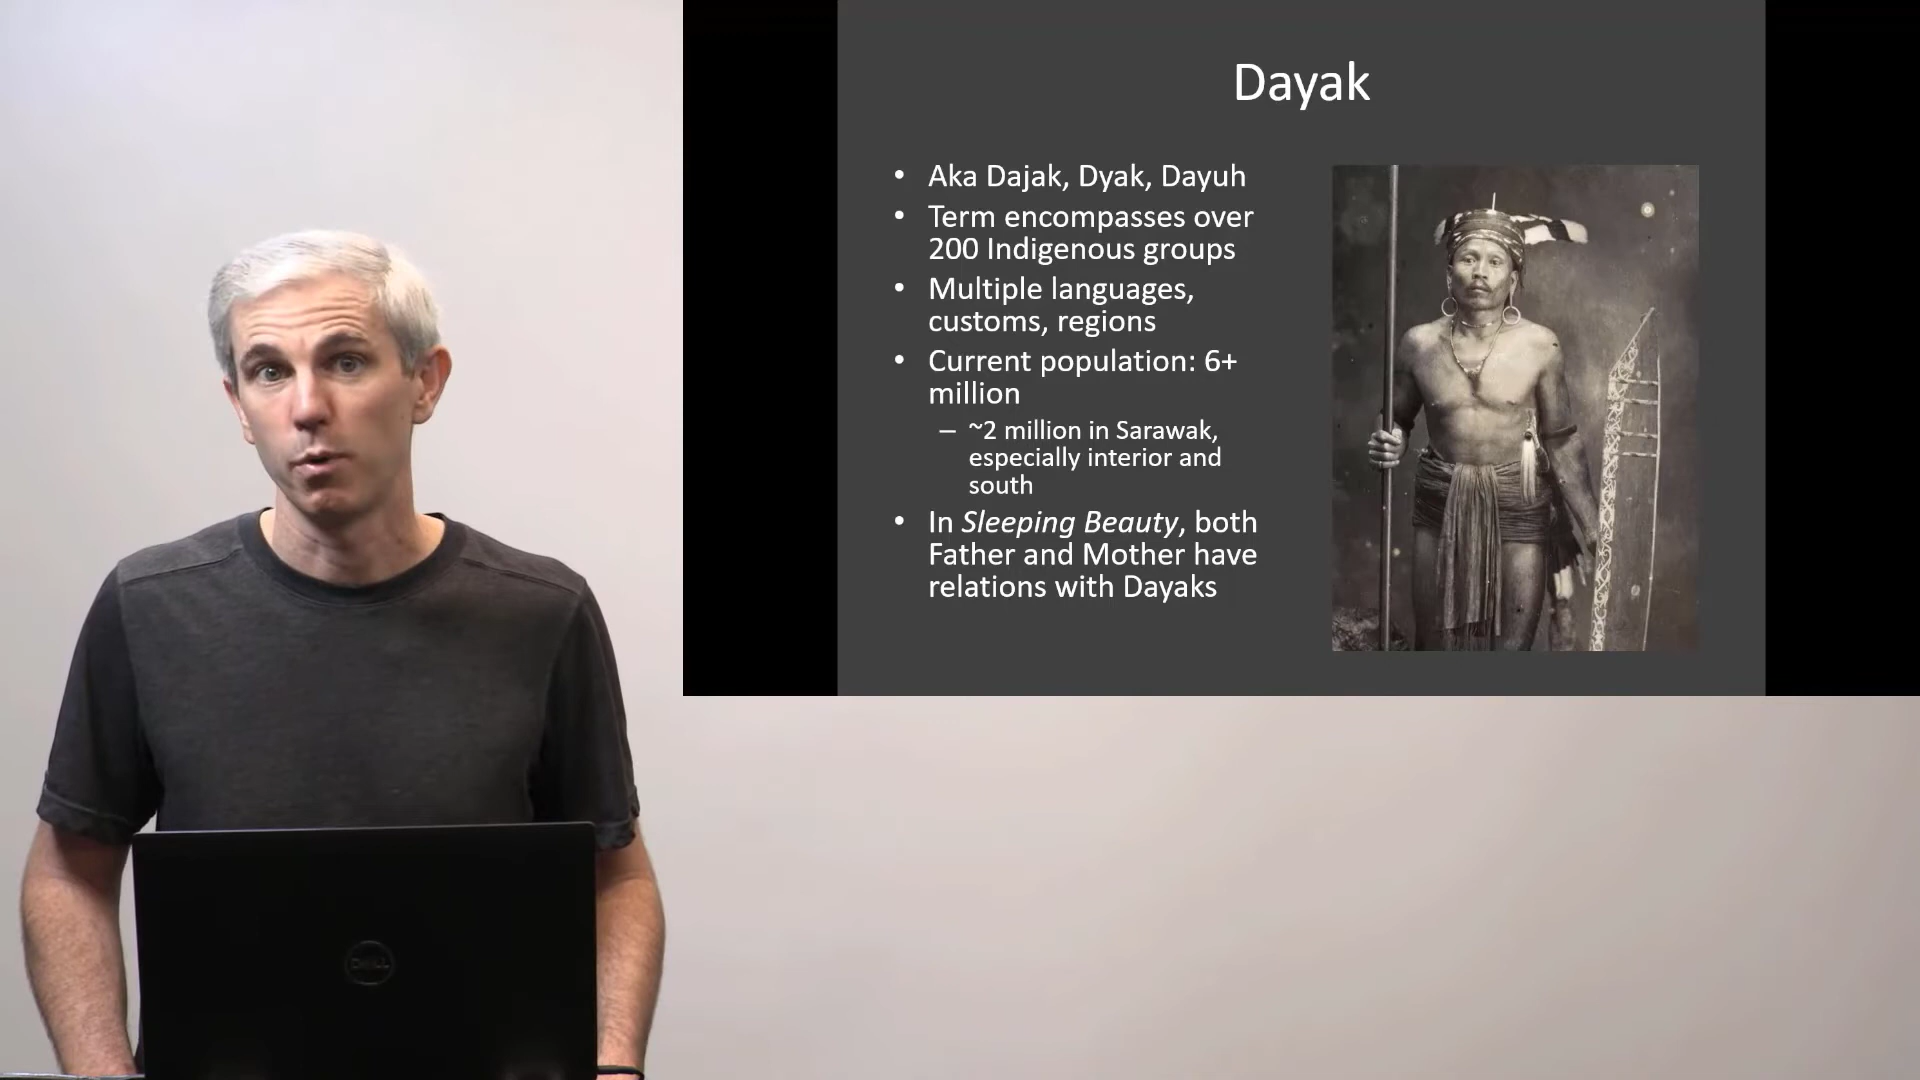 Dayak
• Aka Dajak, Dyak, Dayuh
• Term encompasses over
200 Indigenous groups
• Multiple languages,
customs, regions
• Current population: 6+
million
– ~2 million in Sarawak,
especially interior and
south
• In Sleeping Beauty, both
Father and Mother have
relations with Dayaks
DELL